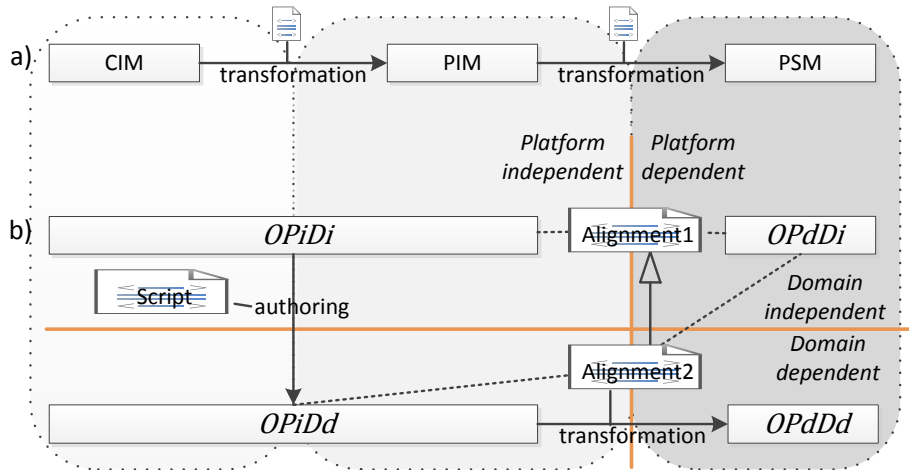 a)
CIM
transformation
PIM
transformation
PSM
Platform independent
Platform dependent
b)
OPiDi
Alignment1
OPdDi
Script
authoring
Domain independent
Domain dependent
Alignment2
OPiDd
transformation
OPdDd